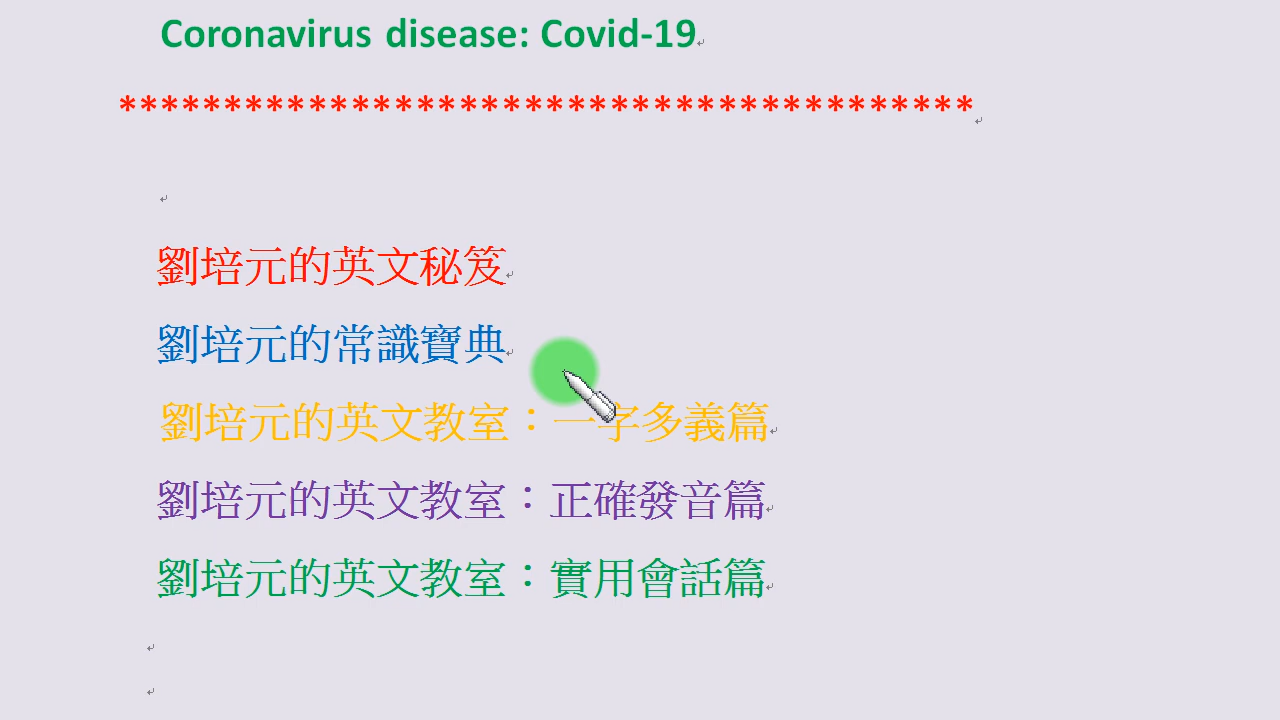 Coronavirus disease: Covid-19
****************************************
劉培元的英文秘笈
劉培元的常識寶典
劉培元的英文教室：一字多義篇
劉培元的英文教室：正確發音篇
劉培元的英文教室：實用會話篇